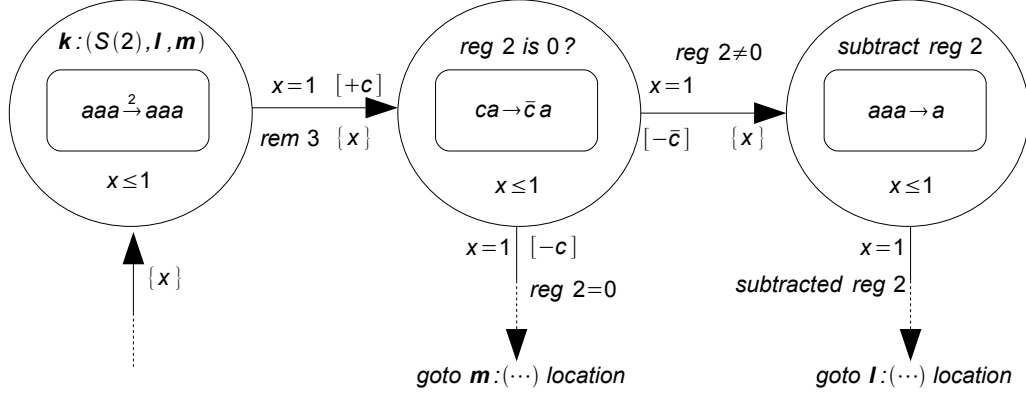 k:(S(2),l,m)
aaa →² aaa
x≤1
{x}
x=1 [+c]
rem 3 {x}
reg 2 is 0?
ca→c̄ a
x≤1
x=1 [−c]
reg 2=0
goto m:(⋯) location
reg 2≠0
x=1
[−c̄] {x}
subtract reg 2
aaa→a
x≤1
x=1
subtracted reg 2
goto l:(⋯) location